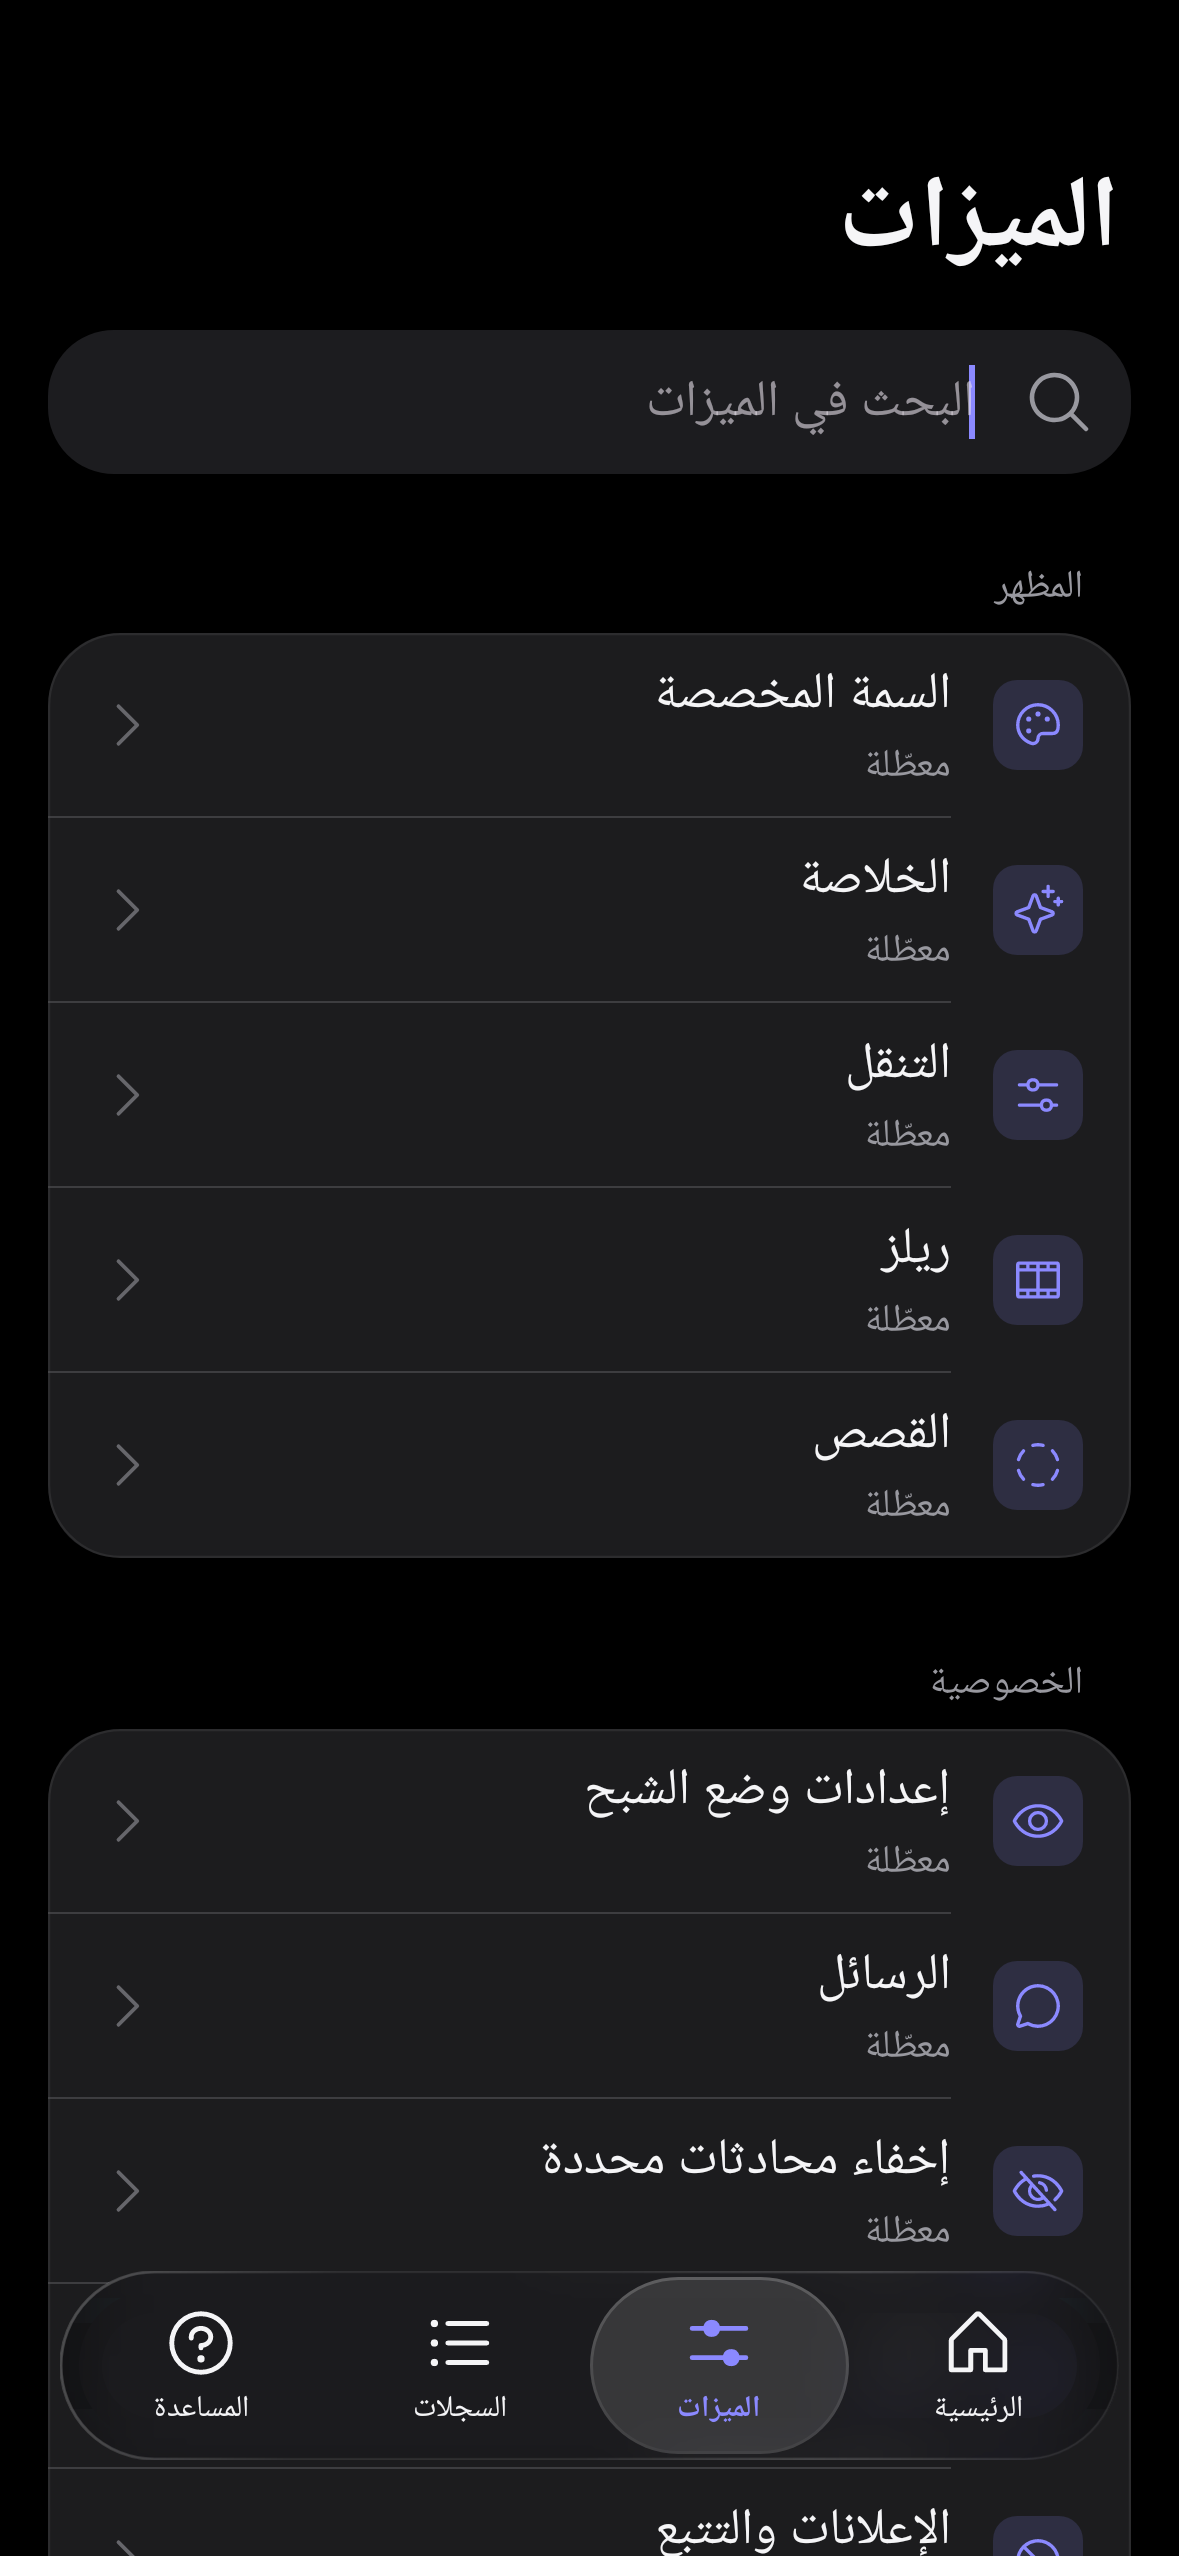 الميزات
البحث في الميزات
المظهر
السمة المخصصة
معطّلة
الخلاصة
معطّلة
التنقل
معطّلة
ريلز
معطّلة
القصص
معطّلة
الخصوصية
إعدادات وضع الشبح
معطّلة
الرسائل
معطّلة
إخفاء محادثات محددة
معطّلة
الرئيسية
الميزات
السجلات
المساعدة
الإعلانات والتتبع